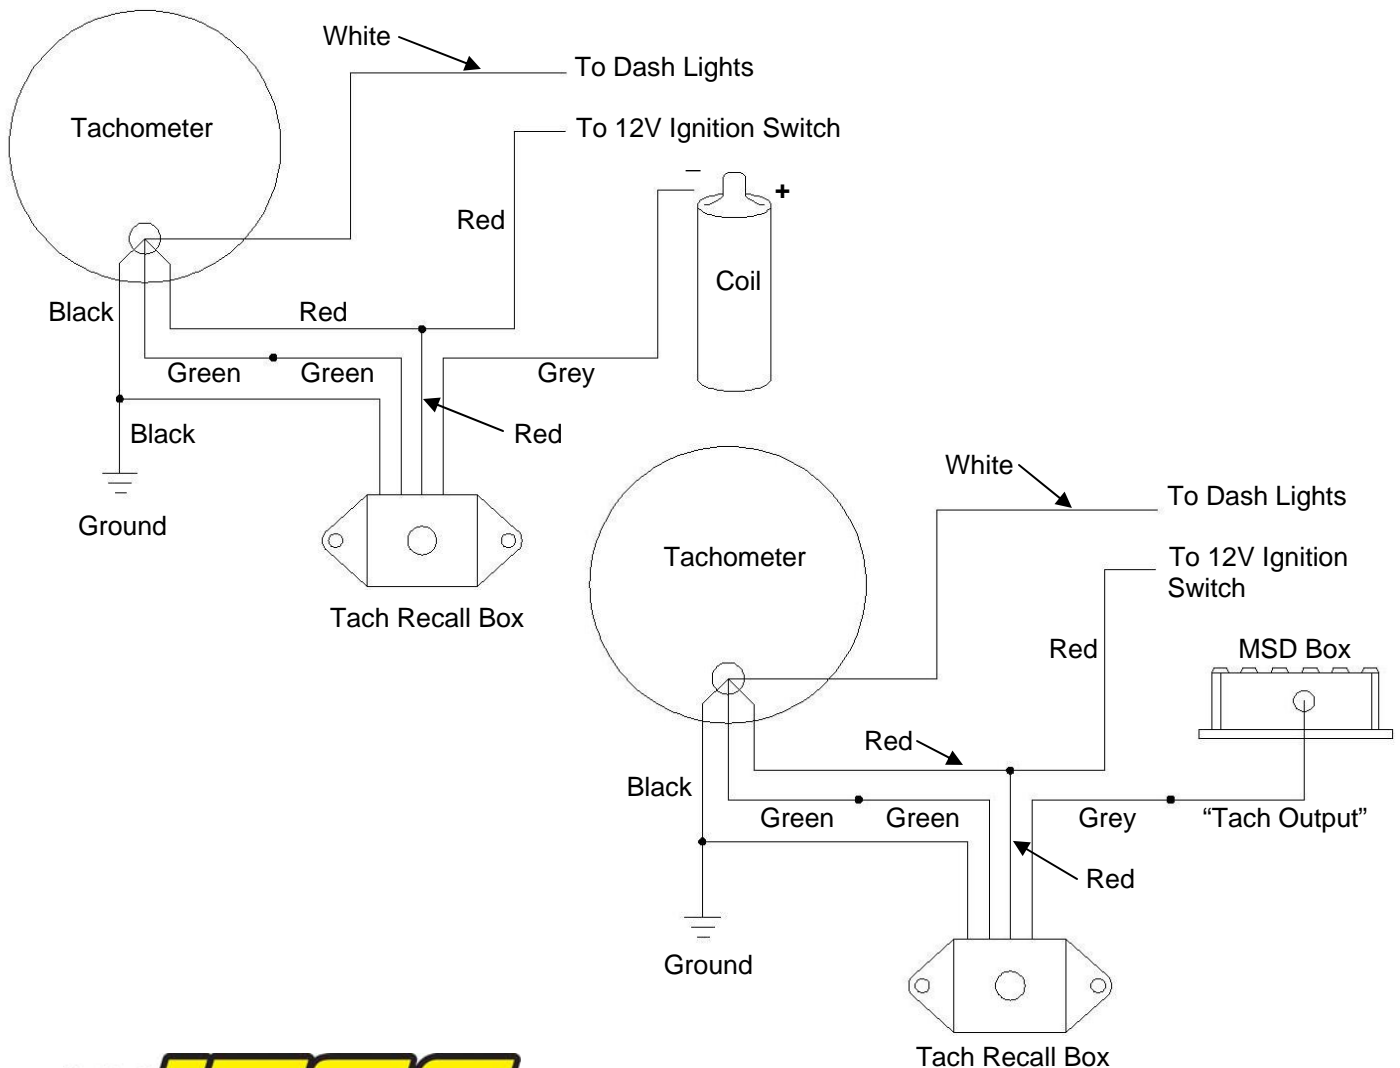 White
To Dash Lights
Tachometer
To 12V Ignition Switch
–
+
Red
Coil
Black
Red
Green
Green
Grey
Black
Red
Ground
Tach Recall Box
White
To Dash Lights
Tachometer
To 12V Ignition
Switch
Red
MSD Box
Red
Black
Green
Green
Grey
“Tach Output”
Red
Ground
Tach Recall Box